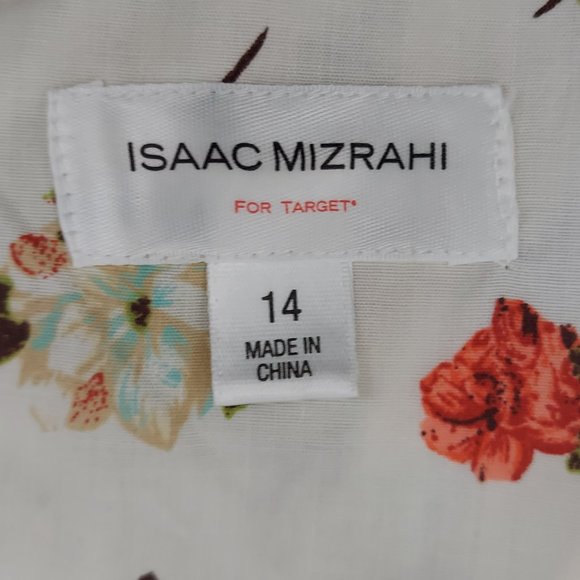 ISAAC MIZRAHI
FOR TARGET®
14
MADE IN
CHINA